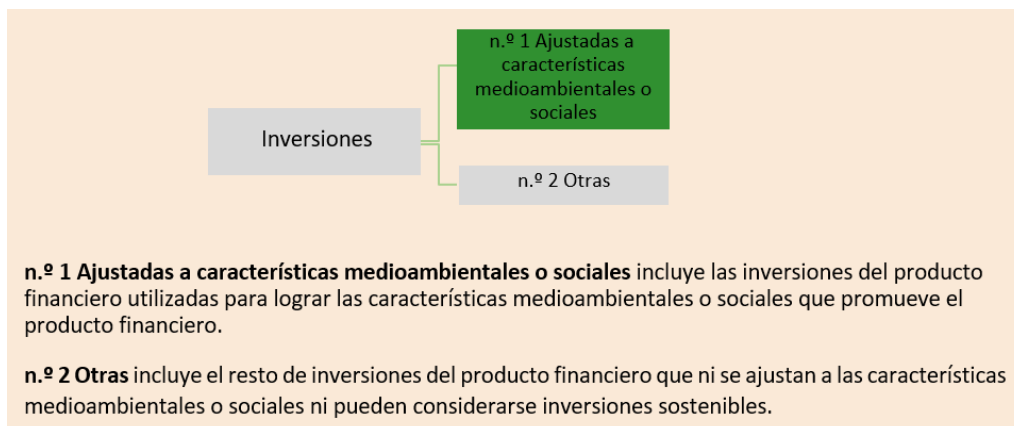 n.º 1 Ajustadas a
características
medioambientales o
sociales
Inversiones
n.º 2 Otras
n.º 1 Ajustadas a características medioambientales o sociales incluye las inversiones del producto
financiero utilizadas para lograr las características medioambientales o sociales que promueve el
producto financiero.
n.º 2 Otras incluye el resto de inversiones del producto financiero que ni se ajustan a las características
medioambientales o sociales ni pueden considerarse inversiones sostenibles.